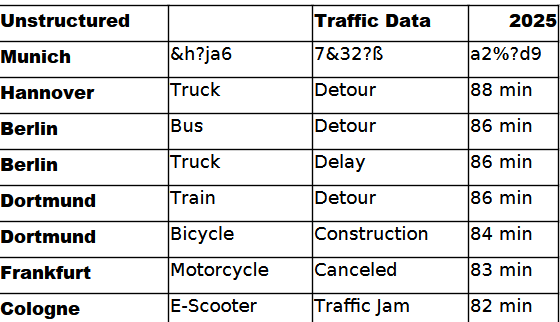 Unstructured Traffic Data 2025
Munich &h?ja6 7&32?ß a2%?d9
Hannover Truck Detour 88 min
Berlin Bus Detour 86 min
Berlin Truck Delay 86 min
Dortmund Train Detour 86 min
Dortmund Bicycle Construction 84 min
Frankfurt Motorcycle Canceled 83 min
Cologne E-Scooter Traffic Jam 82 min